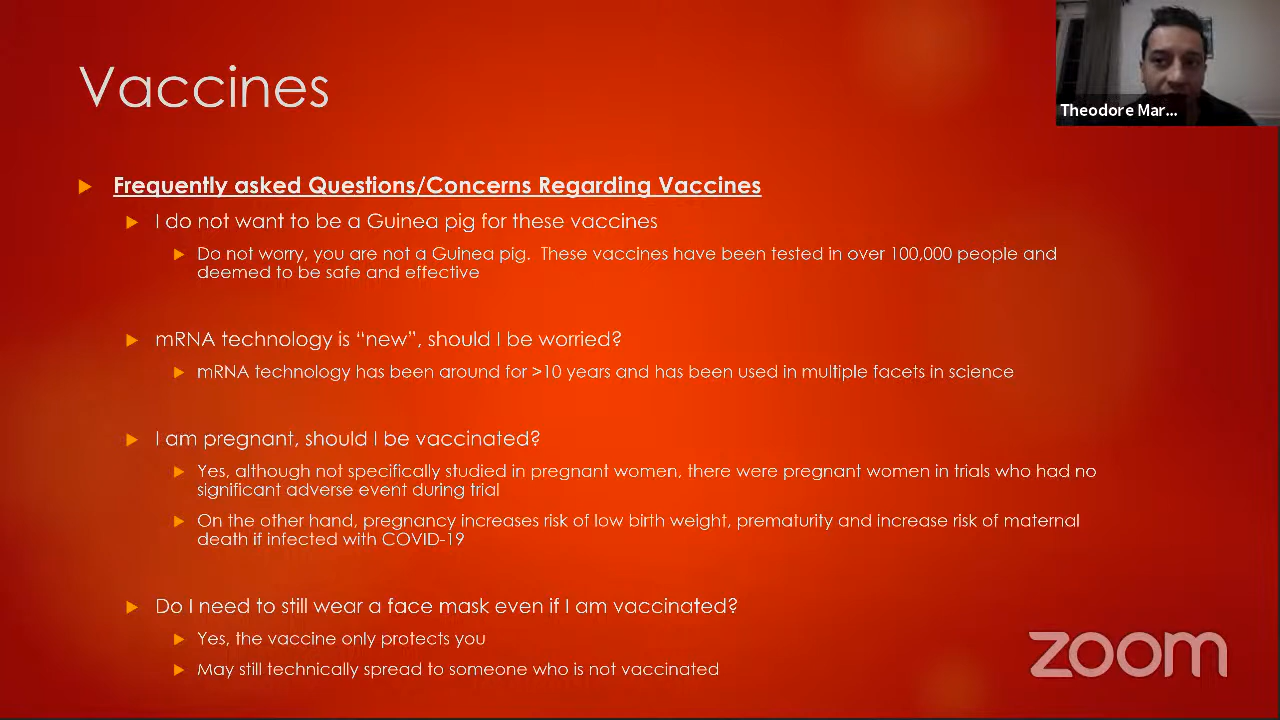 Vaccines
Theodore Mar...
Frequently asked Questions/Concerns Regarding Vaccines
I do not want to be a Guinea pig for these vaccines
Do not worry, you are not a Guinea pig.  These vaccines have been tested in over 100,000 people and
deemed to be safe and effective
mRNA technology is “new”, should I be worried?
mRNA technology has been around for >10 years and has been used in multiple facets in science
I am pregnant, should I be vaccinated?
Yes, although not specifically studied in pregnant women, there were pregnant women in trials who had no
significant adverse event during trial
On the other hand, pregnancy increases risk of low birth weight, prematurity and increase risk of maternal
death if infected with COVID-19
Do I need to still wear a face mask even if I am vaccinated?
Yes, the vaccine only protects you
May still technically spread to someone who is not vaccinated
zoom